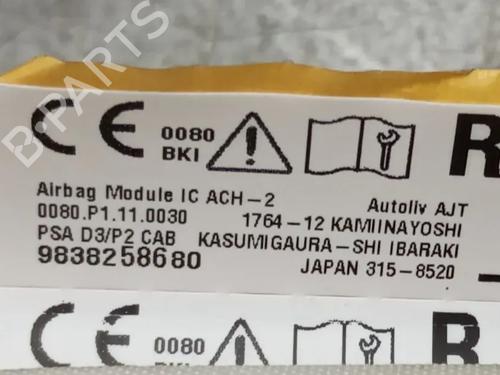 B-PARTS
CE 0080 BKI R
Airbag Module IC ACH-2 Autoliv AJT
0080.P1.11.0030 1764-12 KAMIINAYOSHI
PSA D3/P2 CAB KASUMIGAURA-SHI IBARAKI
9838258680 JAPAN 315-8520
CE 0080 BKI R